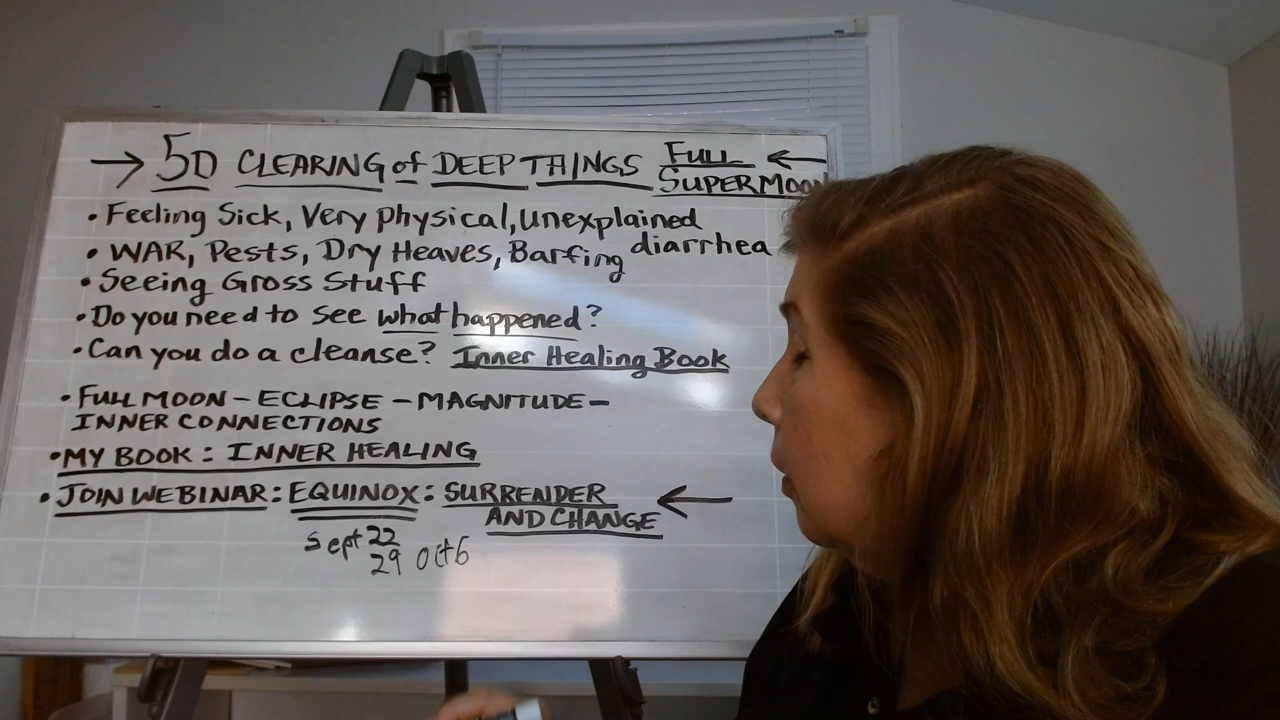 → 5D CLEARING of DEEP THINGS FULL ←
SUPERMOON
• Feeling Sick, Very Physical, Unexplained
• WAR, Pests, Dry Heaves, Barfing diarrhea
• Seeing Gross Stuff
• Do you need to see what happened?
• Can you do a cleanse? Inner Healing Book
• FULL MOON – ECLIPSE – MAGNITUDE –
INNER CONNECTIONS
• MY BOOK : INNER HEALING
• JOIN WEBINAR : EQUINOX : SURRENDER ←
AND CHANGE
Sept 22
29 Oct 6